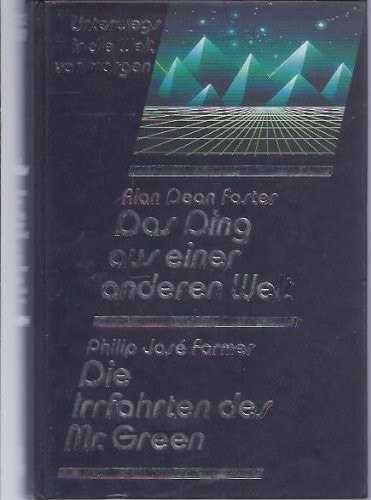 Unterwegs
in die Welt
von morgen
Alan Dean Foster
Das Ding
aus einer
anderen Welt
Philip José Farmer
Die
Irrfahrten des
Mr. Green